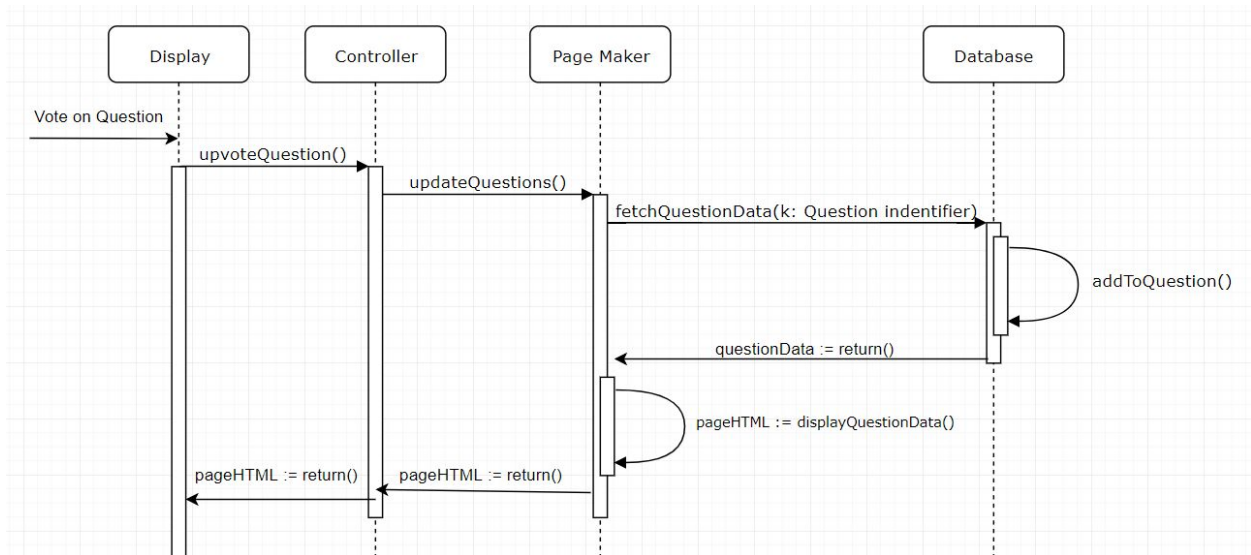 Display
Controller
Page Maker
Database
Vote on Question
upvoteQuestion()
updateQuestions()
fetchQuestionData(k: Question indentifier)
addToQuestion()
questionData := return()
pageHTML := displayQuestionData()
pageHTML := return()
pageHTML := return()